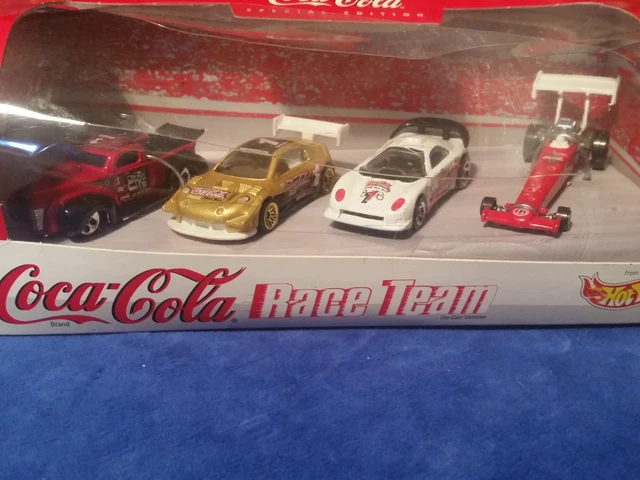 Coca-Cola
SPECIAL EDITION
Coca-Cola
Brand
Race Team
Die-Cast Vehicles
From
HOT